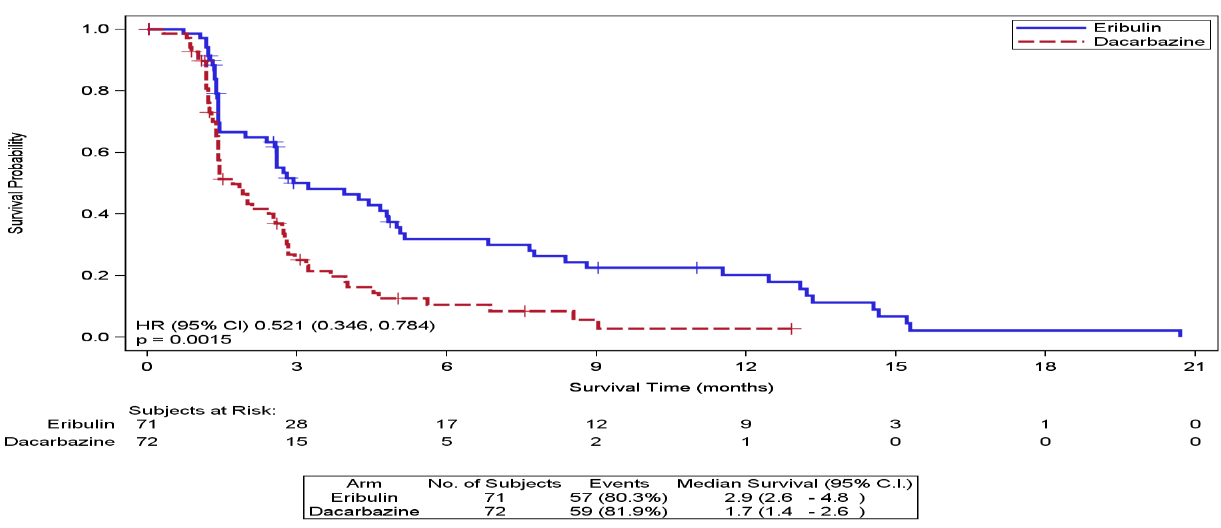 Eribulin
Dacarbazine
1.0
0.8
0.6
0.4
0.2
0.0
Survival Probability
HR (95% CI) 0.521 (0.346, 0.784)
p = 0.0015
0 3 6 9 12 15 18 21
Survival Time (months)
Subjects at Risk:
Eribulin 71 28 17 12 9 3 1 0
Dacarbazine 72 15 5 2 1 0 0 0
Arm No. of Subjects Events Median Survival (95% C.I.)
Eribulin 71 57 (80.3%) 2.9 (2.6 - 4.8 )
Dacarbazine 72 59 (81.9%) 1.7 (1.4 - 2.6 )